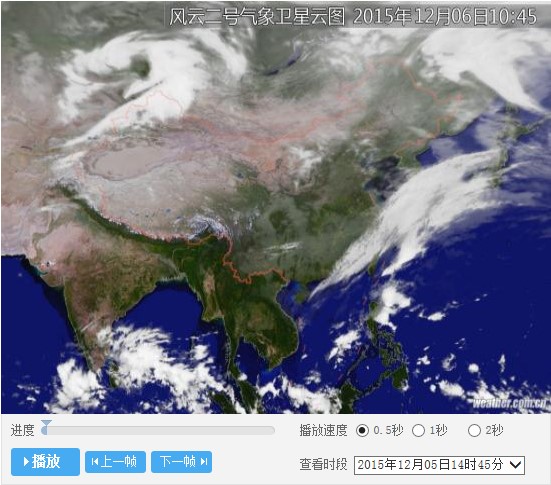 风云二号气象卫星云图 2015年12月06日10:45
weather.com.cn
进度
播放速度 0.5秒 1秒 2秒
播放 上一帧 下一帧
查看时段 2015年12月05日14时45分